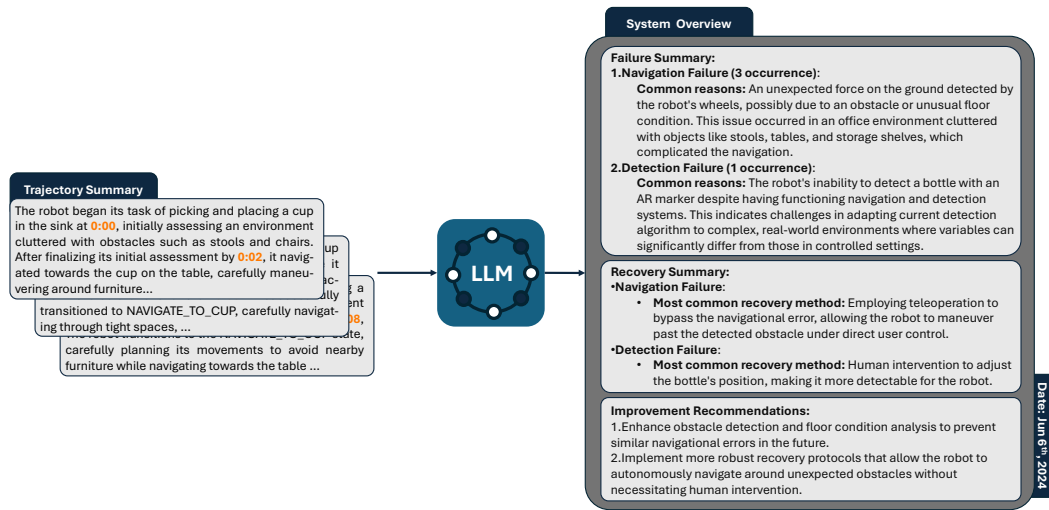 Trajectory Summary
The robot began its task of picking and placing a cup
in the sink at 0:00, initially assessing an environment
cluttered with obstacles such as stools and chairs.
After finalizing its initial assessment by 0:02, it navig-
ated towards the cup on the table, carefully maneu-
vering around furniture...
up
it
ac-
ully
transitioned to NAVIGATE_TO_CUP, carefully navigat-
ing through tight spaces, ...
g a
ent
08,
carefully planning its movements to avoid nearby
furniture while navigating towards the table ...
LLM
System Overview
Failure Summary:
1.Navigation Failure (3 occurrence):
Common reasons: An unexpected force on the ground detected by
the robot's wheels, possibly due to an obstacle or unusual floor
condition. This issue occurred in an office environment cluttered
with objects like stools, tables, and storage shelves, which
complicated the navigation.
2.Detection Failure (1 occurrence):
Common reasons: The robot's inability to detect a bottle with an
AR marker despite having functioning navigation and detection
systems. This indicates challenges in adapting current detection
algorithm to complex, real-world environments where variables can
significantly differ from those in controlled settings.
Recovery Summary:
•Navigation Failure:
• Most common recovery method: Employing teleoperation to
bypass the navigational error, allowing the robot to maneuver
past the detected obstacle under direct user control.
•Detection Failure:
• Most common recovery method: Human intervention to adjust
the bottle's position, making it more detectable for the robot.
Improvement Recommendations:
1.Enhance obstacle detection and floor condition analysis to prevent
similar navigational errors in the future.
2.Implement more robust recovery protocols that allow the robot to
autonomously navigate around unexpected obstacles without
necessitating human intervention.
Date: Jun 6th, 2024